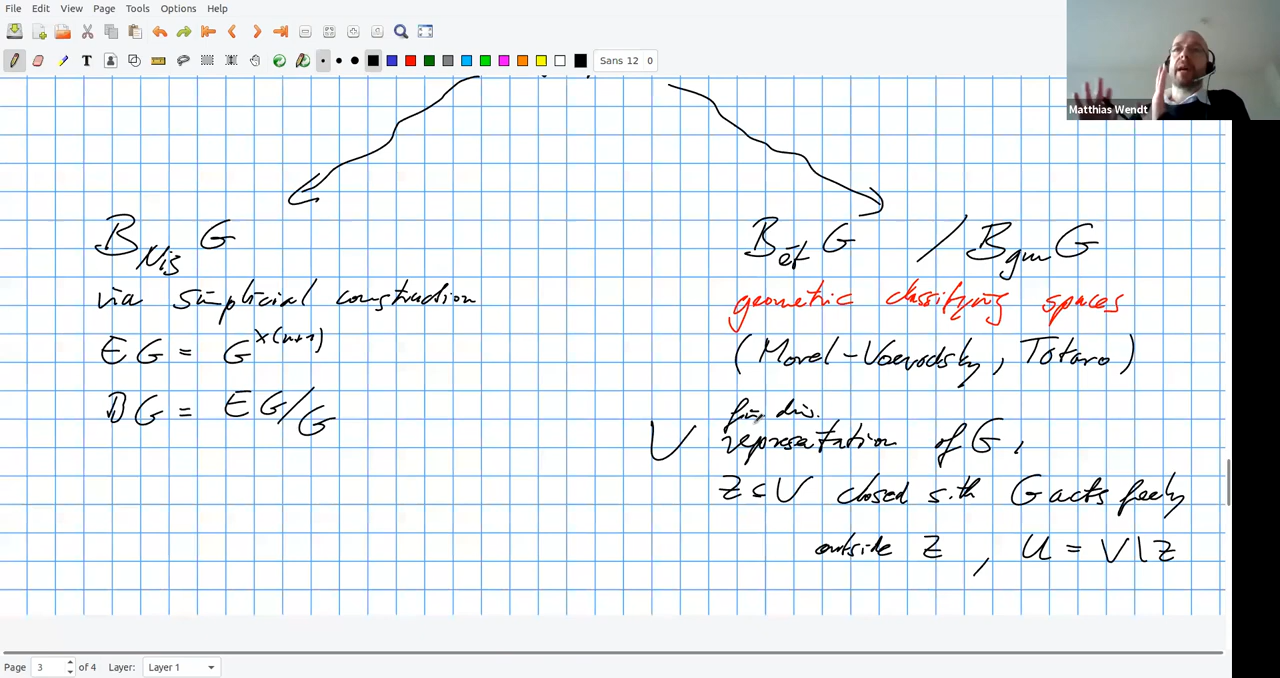 File Edit View Page Tools Options Help
Sans 12 0
Matthias Wendt
B_Nis G
via simplicial construction
EG = G^×(n+1)
BG = EG/G
B_ét G / B_gm G
geometric classifying spaces
(Morel-Voevodsky, Totaro)
fin. dim.
V representation of G,
Z ⊂ V closed s.th G acts freely
outside Z, U = V \ Z
Page 3 of 4 Layer: Layer 1